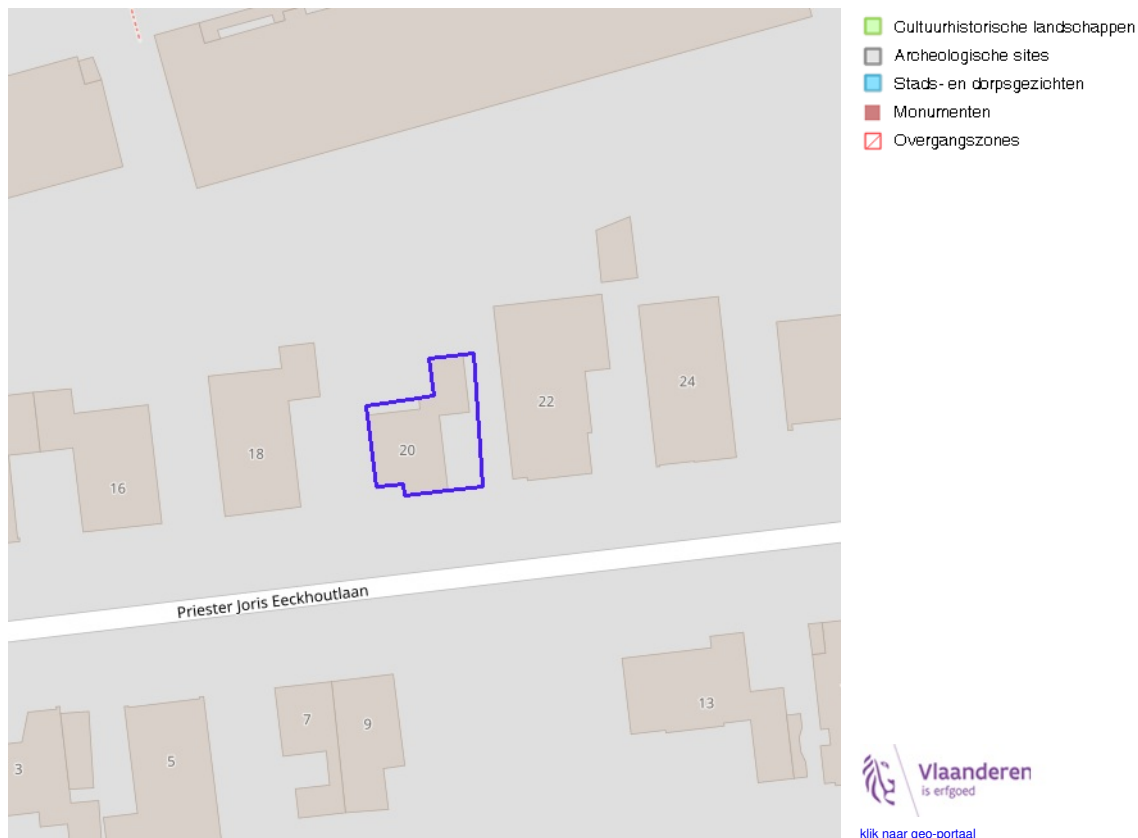 Cultuurhistorische landschappen
Archeologische sites
Stads- en dorpsgezichten
Monumenten
Overgangszones
24
22
20
18
16
Priester Joris Eeckhoutlaan
7
9
13
5
3
Vlaanderen
is erfgoed
klik naar geo-portaal